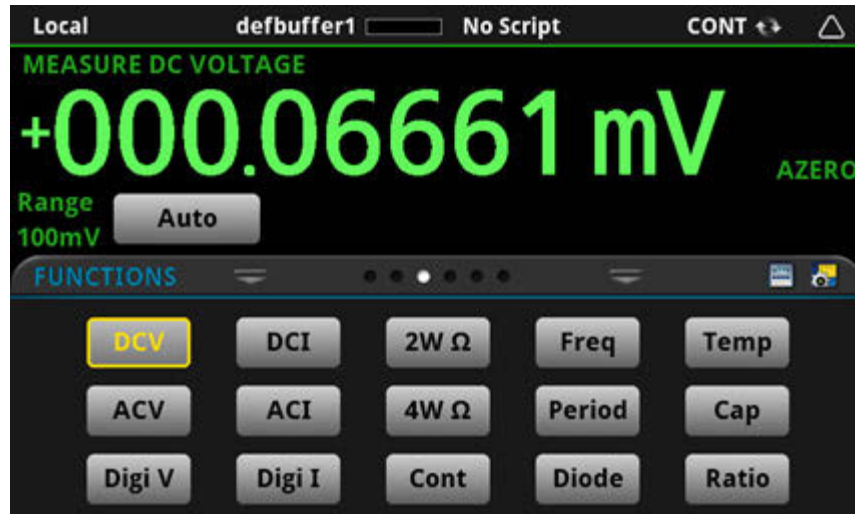 Local defbuffer1 No Script CONT
MEASURE DC VOLTAGE
+000.06661 mV
AZERO
Range
100mV
Auto
FUNCTIONS
DCV DCI 2W Ω Freq Temp
ACV ACI 4W Ω Period Cap
Digi V Digi I Cont Diode Ratio